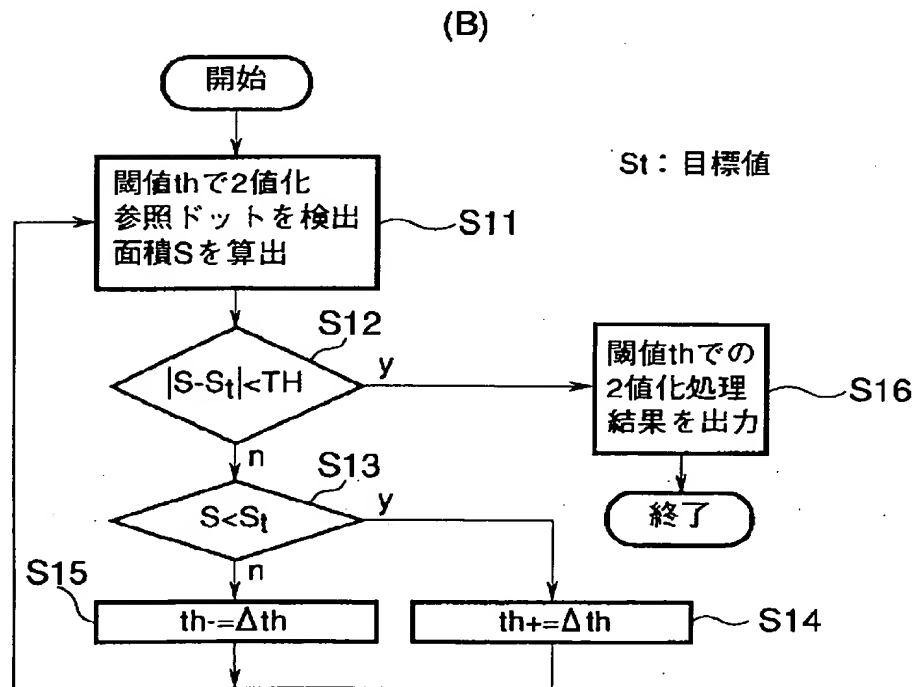 (B)
開始
St：目標値
閾値thで2値化
参照ドットを検出
面積Sを算出
S11
S12
|S-St|<TH
y
n
閾値thでの
2値化処理
結果を出力
S16
終了
S13
S<St
y
n
S15
th-=Δth
th+=Δth
S14